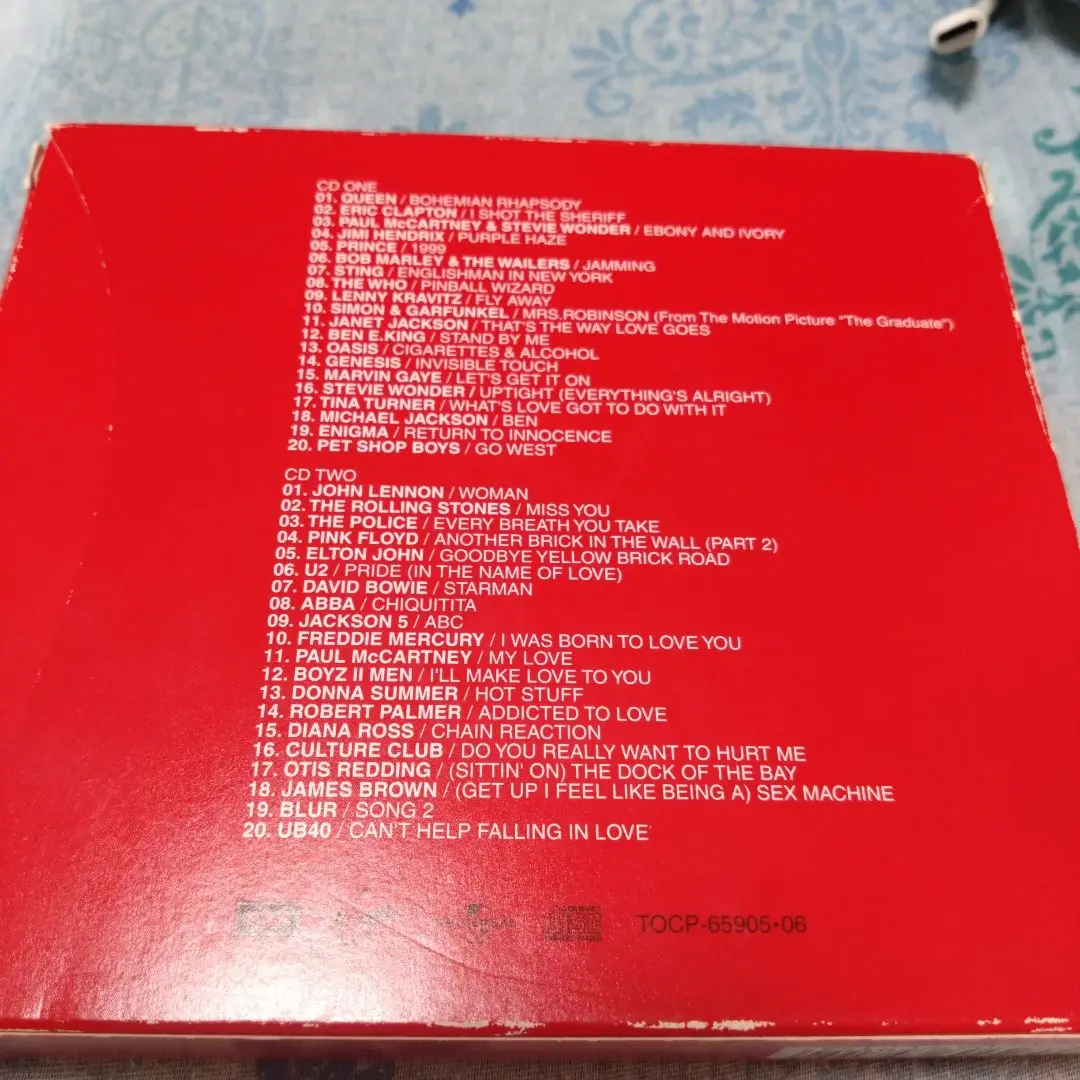 CD ONE
01. QUEEN / BOHEMIAN RHAPSODY
02. ERIC CLAPTON / I SHOT THE SHERIFF
03. PAUL McCARTNEY & STEVIE WONDER / EBONY AND IVORY
04. JIMI HENDRIX / PURPLE HAZE
05. PRINCE / 1999
06. BOB MARLEY & THE WAILERS / JAMMING
07. STING / ENGLISHMAN IN NEW YORK
08. THE WHO / PINBALL WIZARD
09. LENNY KRAVITZ / FLY AWAY
10. SIMON & GARFUNKEL / MRS.ROBINSON (From The Motion Picture "The Graduate")
11. JANET JACKSON / THAT'S THE WAY LOVE GOES
12. BEN E.KING / STAND BY ME
13. OASIS / CIGARETTES & ALCOHOL
14. GENESIS / INVISIBLE TOUCH
15. MARVIN GAYE / LET'S GET IT ON
16. STEVIE WONDER / UPTIGHT (EVERYTHING'S ALRIGHT)
17. TINA TURNER / WHAT'S LOVE GOT TO DO WITH IT
18. MICHAEL JACKSON / BEN
19. ENIGMA / RETURN TO INNOCENCE
20. PET SHOP BOYS / GO WEST
CD TWO
01. JOHN LENNON / WOMAN
02. THE ROLLING STONES / MISS YOU
03. THE POLICE / EVERY BREATH YOU TAKE
04. PINK FLOYD / ANOTHER BRICK IN THE WALL (PART 2)
05. ELTON JOHN / GOODBYE YELLOW BRICK ROAD
06. U2 / PRIDE (IN THE NAME OF LOVE)
07. DAVID BOWIE / STARMAN
08. ABBA / CHIQUITITA
09. JACKSON 5 / ABC
10. FREDDIE MERCURY / I WAS BORN TO LOVE YOU
11. PAUL McCARTNEY / MY LOVE
12. BOYZ II MEN / I'LL MAKE LOVE TO YOU
13. DONNA SUMMER / HOT STUFF
14. ROBERT PALMER / ADDICTED TO LOVE
15. DIANA ROSS / CHAIN REACTION
16. CULTURE CLUB / DO YOU REALLY WANT TO HURT ME
17. OTIS REDDING / (SITTIN' ON) THE DOCK OF THE BAY
18. JAMES BROWN / (GET UP I FEEL LIKE BEING A) SEX MACHINE
19. BLUR / SONG 2
20. UB40 / CAN'T HELP FALLING IN LOVE
TOCP-65905•06